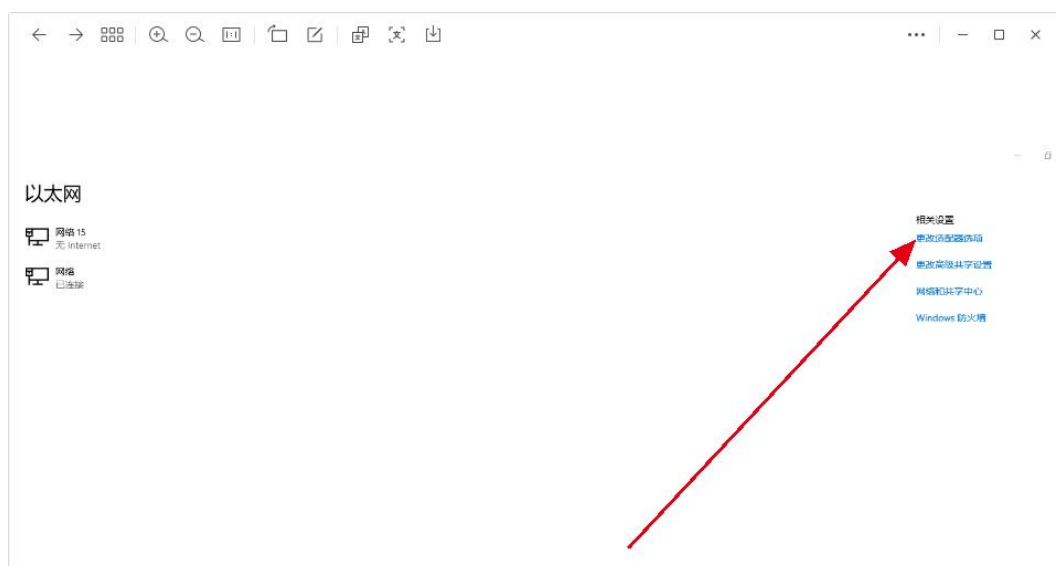 以太网
网络 15
无 Internet
网络
已连接
相关设置
更改适配器选项
更改高级共享设置
网络和共享中心
Windows 防火墙